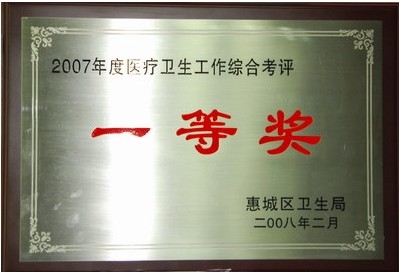 2007年度医疗卫生工作综合考评
一等奖
惠城区卫生局
二00八年二月